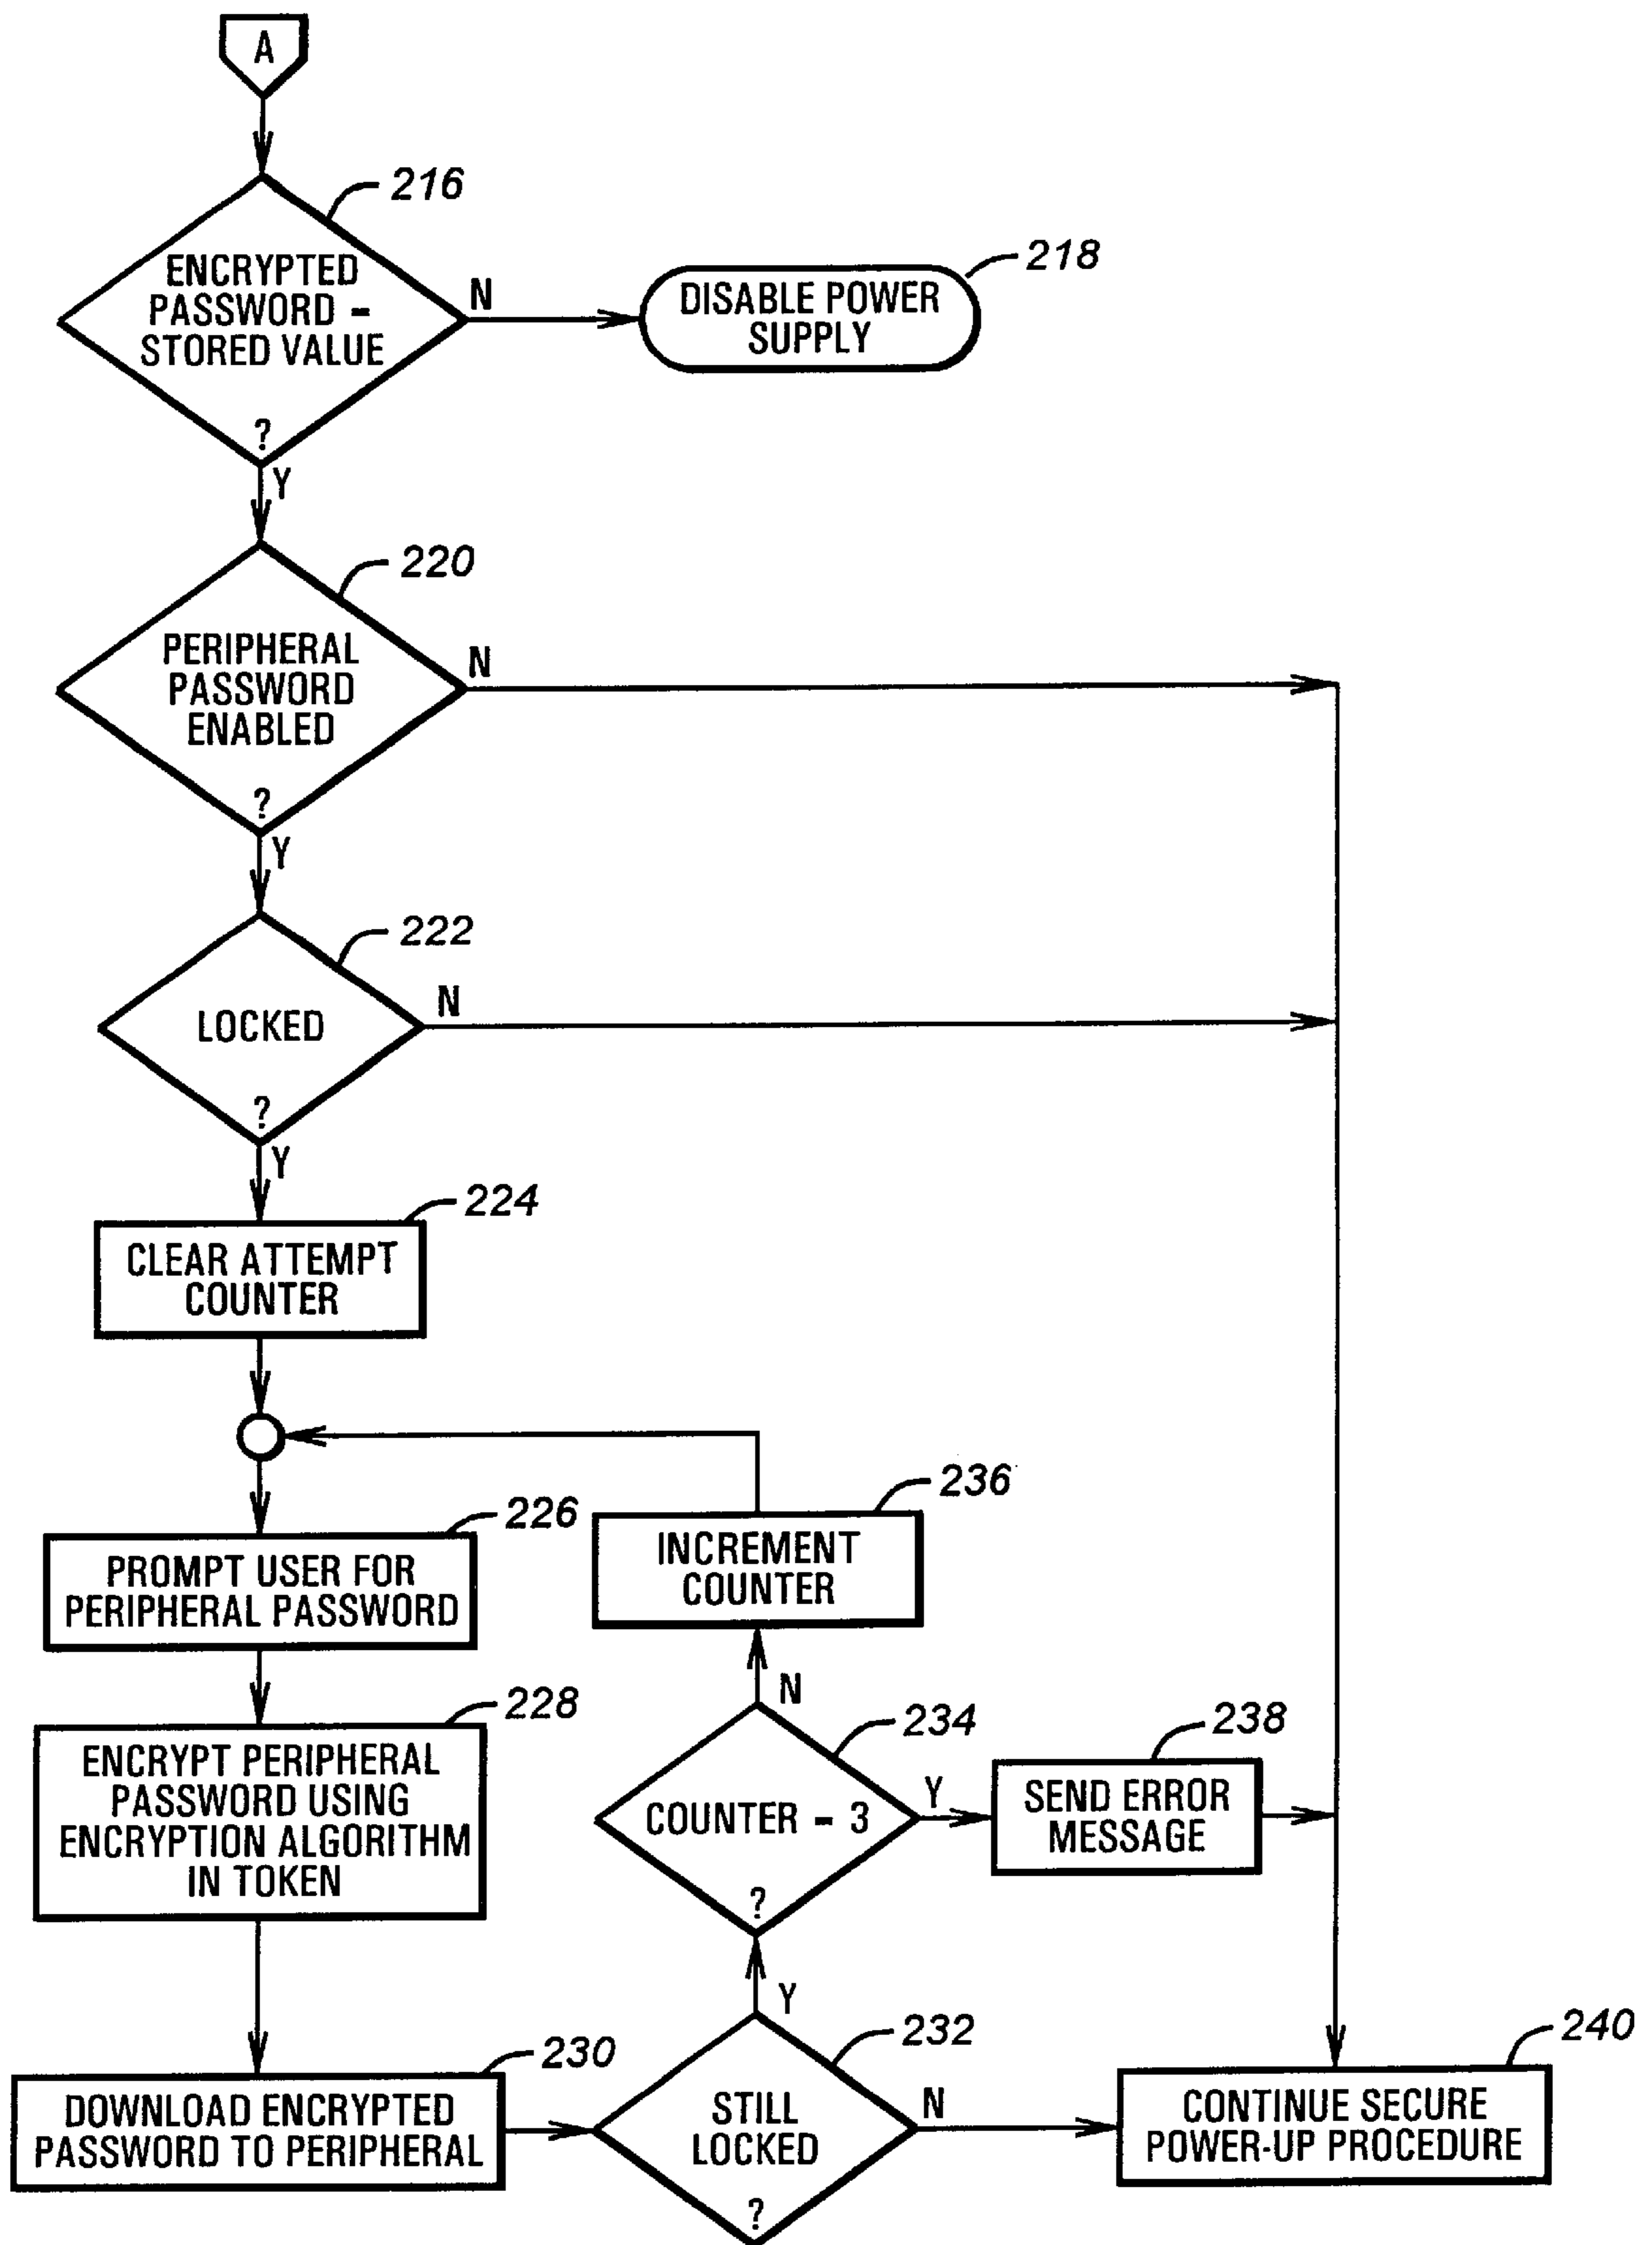 A
216
ENCRYPTED
PASSWORD =
STORED VALUE
?
N
218
DISABLE POWER
SUPPLY
Y
220
PERIPHERAL
PASSWORD
ENABLED
?
N
Y
222
LOCKED
?
N
Y
224
CLEAR ATTEMPT
COUNTER
226
PROMPT USER FOR
PERIPHERAL PASSWORD
228
ENCRYPT PERIPHERAL
PASSWORD USING
ENCRYPTION ALGORITHM
IN TOKEN
230
DOWNLOAD ENCRYPTED
PASSWORD TO PERIPHERAL
236
INCREMENT
COUNTER
N
234
COUNTER = 3
?
Y
238
SEND ERROR
MESSAGE
Y
232
STILL
LOCKED
?
N
240
CONTINUE SECURE
POWER-UP PROCEDURE